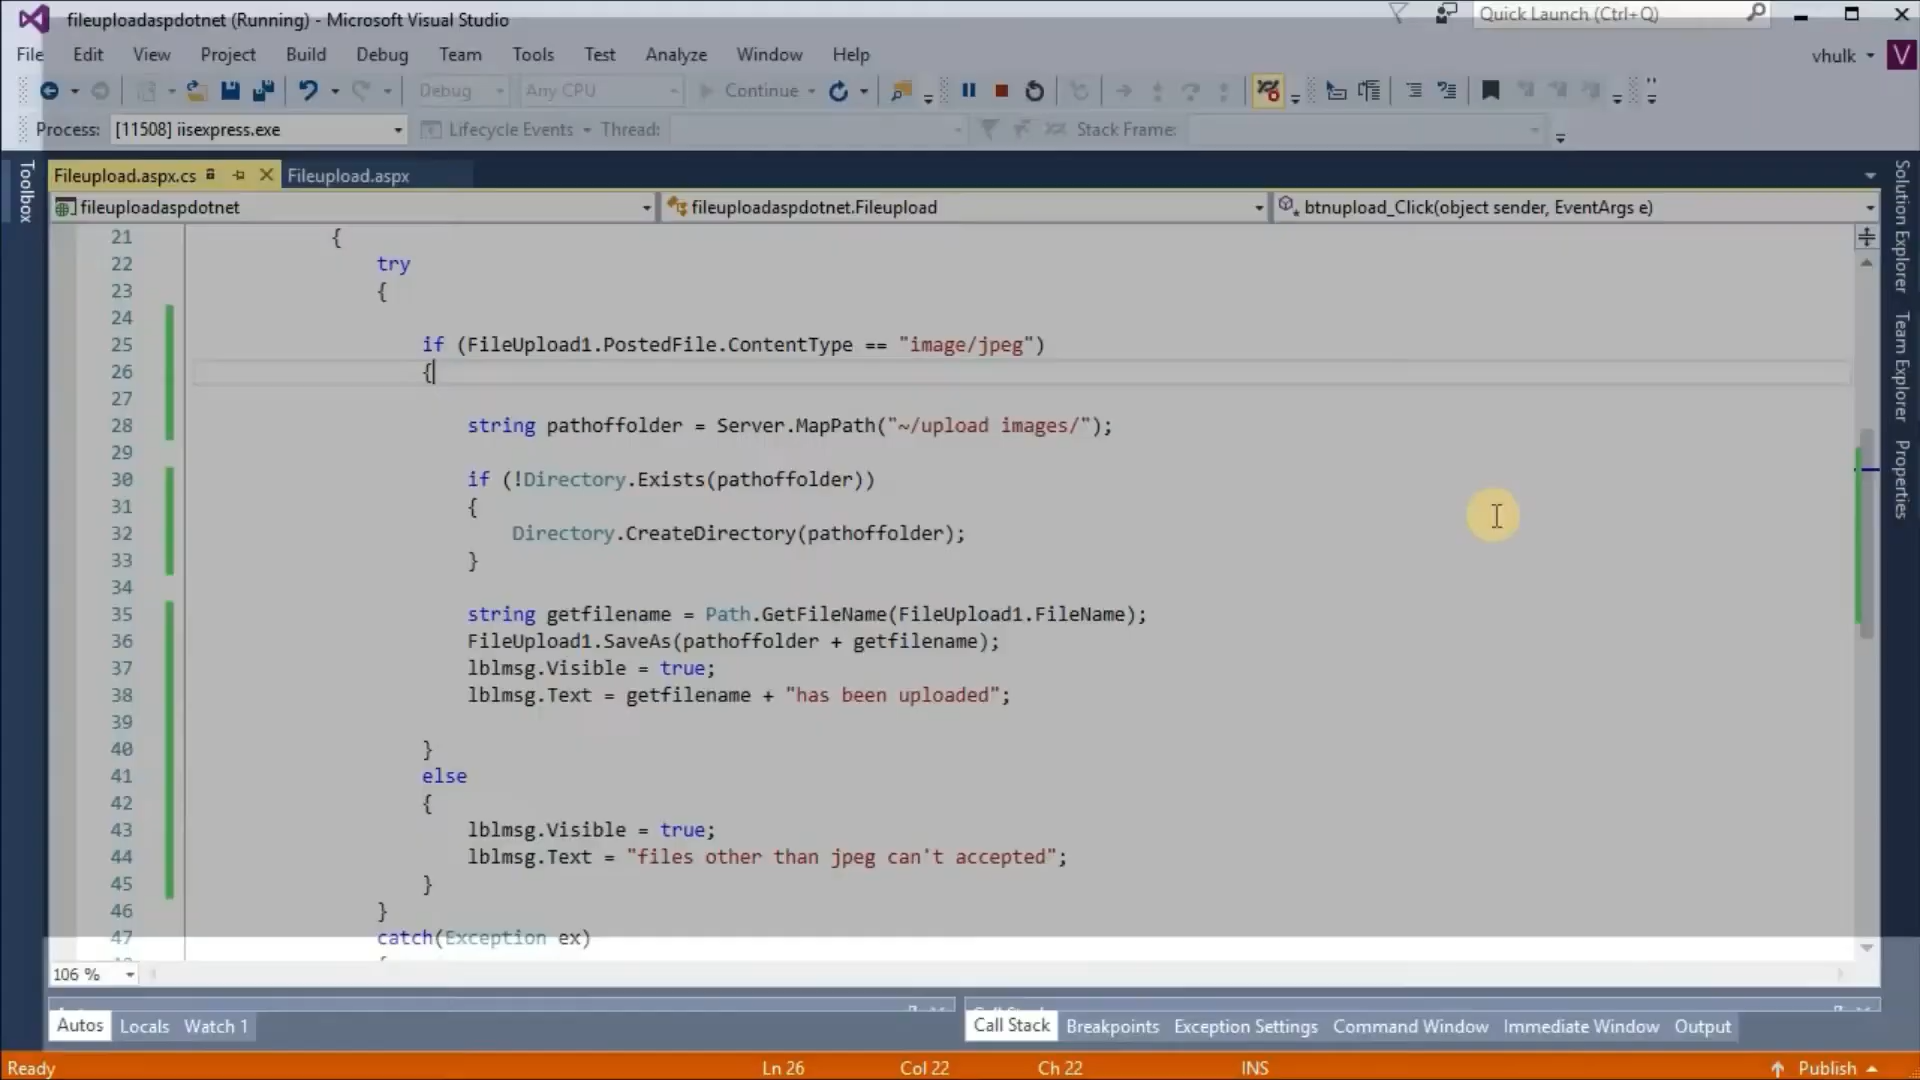 fileuploadaspdotnet (Running) - Microsoft Visual Studio
Quick Launch (Ctrl+Q)
File Edit View Project Build Debug Team Tools Test Analyze Window Help
vhulk V
Debug Any CPU Continue
Process: [11508] iisexpress.exe Lifecycle Events Thread: Stack Frame:
Toolbox
Fileupload.aspx.cs Fileupload.aspx
fileuploadaspdotnet fileuploadaspdotnet.Fileupload btnupload_Click(object sender, EventArgs e)
21 {
22 try
23 {
24
25 if (FileUpload1.PostedFile.ContentType == "image/jpeg")
26 {
27
28 string pathoffolder = Server.MapPath("~/upload images/");
29
30 if (!Directory.Exists(pathoffolder))
31 {
32 Directory.CreateDirectory(pathoffolder);
33 }
34
35 string getfilename = Path.GetFileName(FileUpload1.FileName);
36 FileUpload1.SaveAs(pathoffolder + getfilename);
37 lblmsg.Visible = true;
38 lblmsg.Text = getfilename + "has been uploaded";
39
40 }
41 else
42 {
43 lblmsg.Visible = true;
44 lblmsg.Text = "files other than jpeg can't accepted";
45 }
46 }
47 catch(Exception ex)
Solution Explorer
Team Explorer
Properties
106 %
Autos Locals Watch 1
Call Stack Breakpoints Exception Settings Command Window Immediate Window Output
Ready Ln 26 Col 22 Ch 22 INS Publish